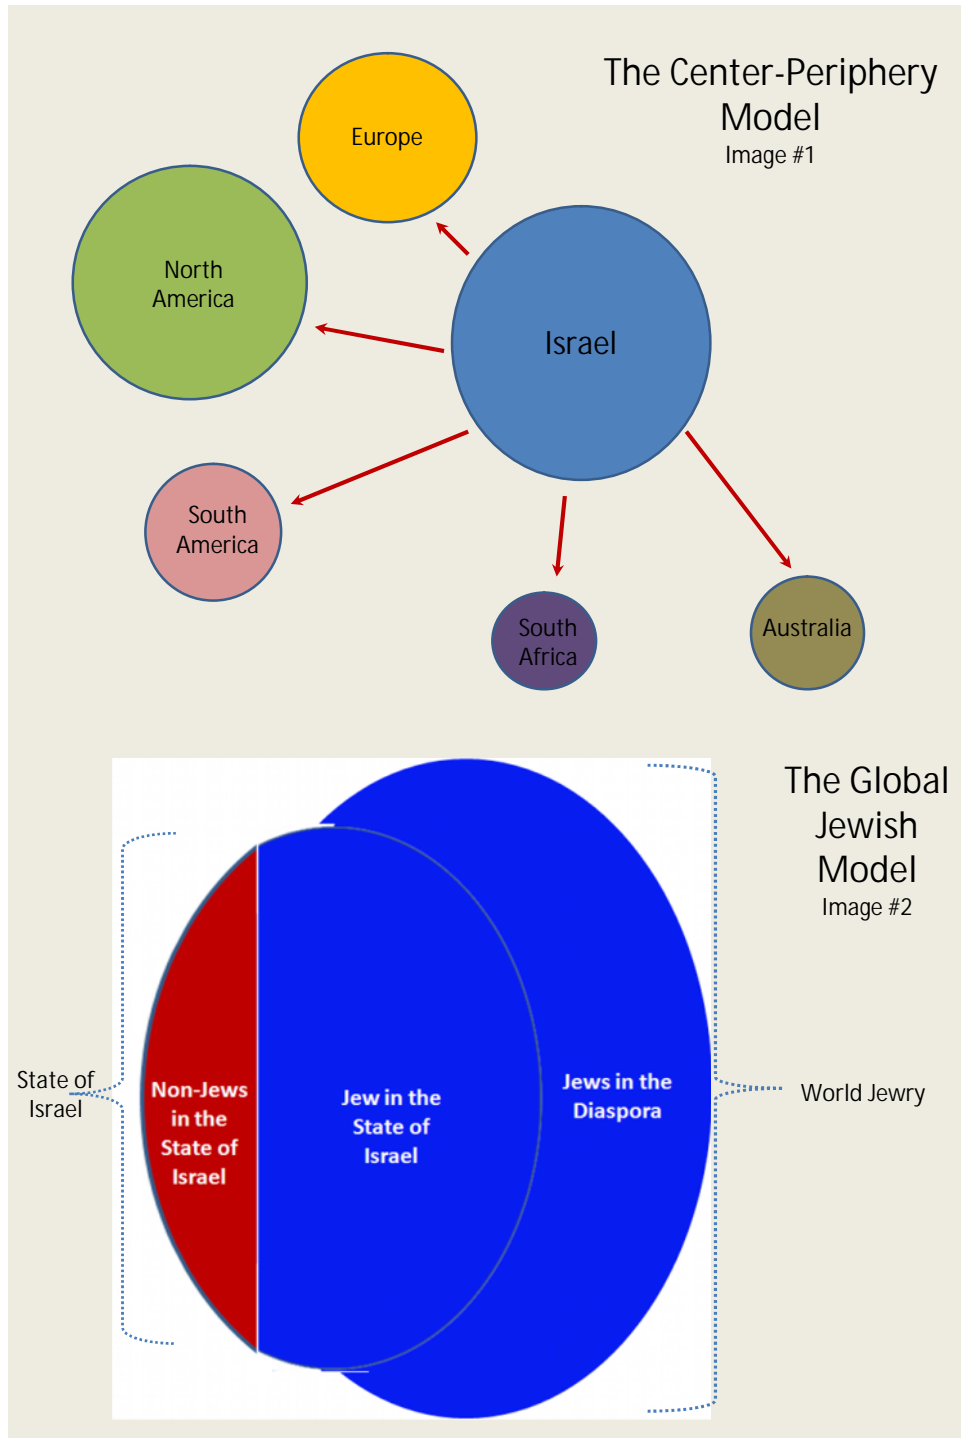 The Center-Periphery
Model
Image #1
Europe
North
America
Israel
South
America
South
Africa
Australia
The Global
Jewish
Model
Image #2
State of
Israel
Non-Jews
in the
State of
Israel
Jew in the
State of
Israel
Jews in the
Diaspora
World Jewry